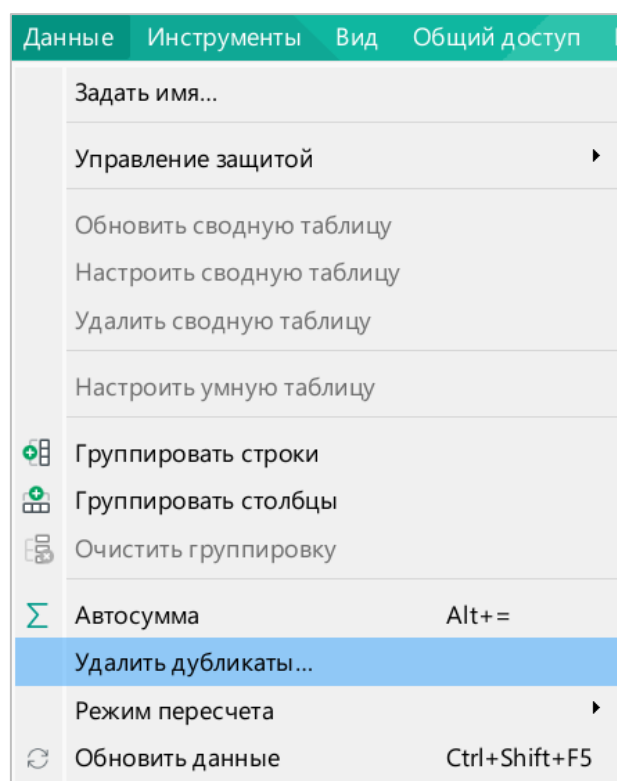 Данные Инструменты Вид Общий доступ
Задать имя...
Управление защитой
Обновить сводную таблицу
Настроить сводную таблицу
Удалить сводную таблицу
Настроить умную таблицу
Группировать строки
Группировать столбцы
Очистить группировку
Автосумма Alt+=
Удалить дубликаты...
Режим пересчета
Обновить данные Ctrl+Shift+F5